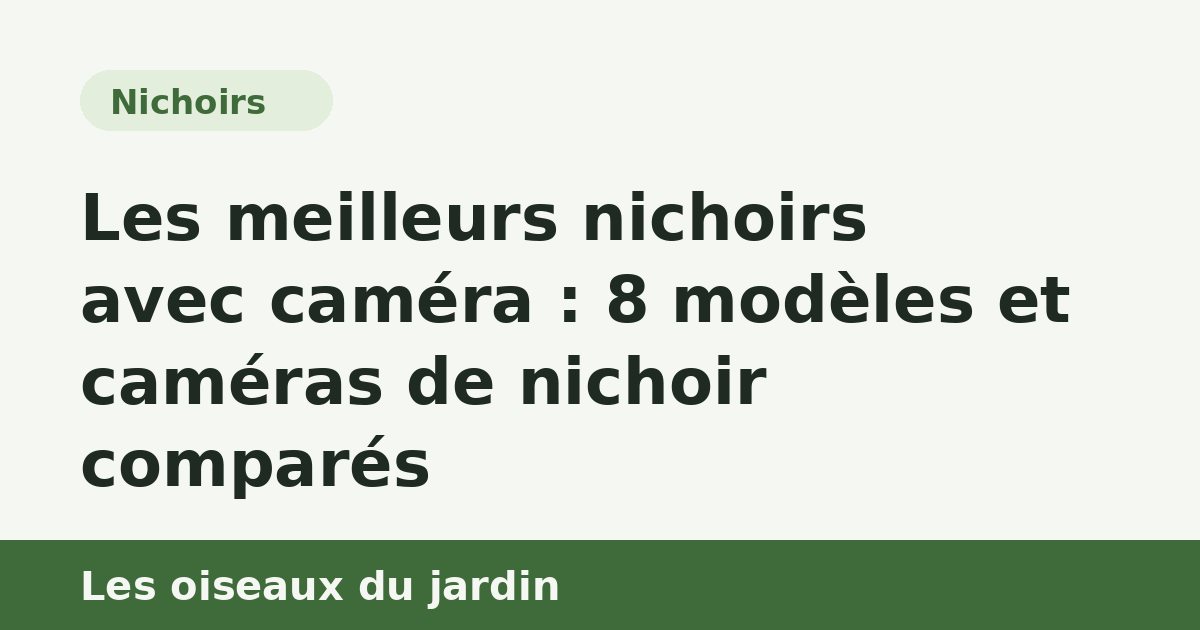 Nichoirs
Les meilleurs nichoirs
avec caméra : 8 modèles et
caméras de nichoir
comparés
Les oiseaux du jardin